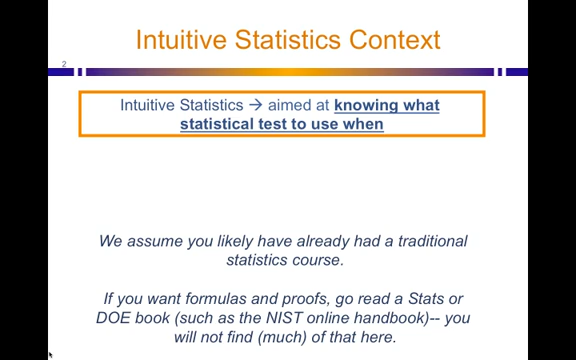 Intuitive Statistics Context
2
Intuitive Statistics → aimed at knowing what
statistical test to use when
We assume you likely have already had a traditional
statistics course.
If you want formulas and proofs, go read a Stats or
DOE book (such as the NIST online handbook)-- you
will not find (much) of that here.